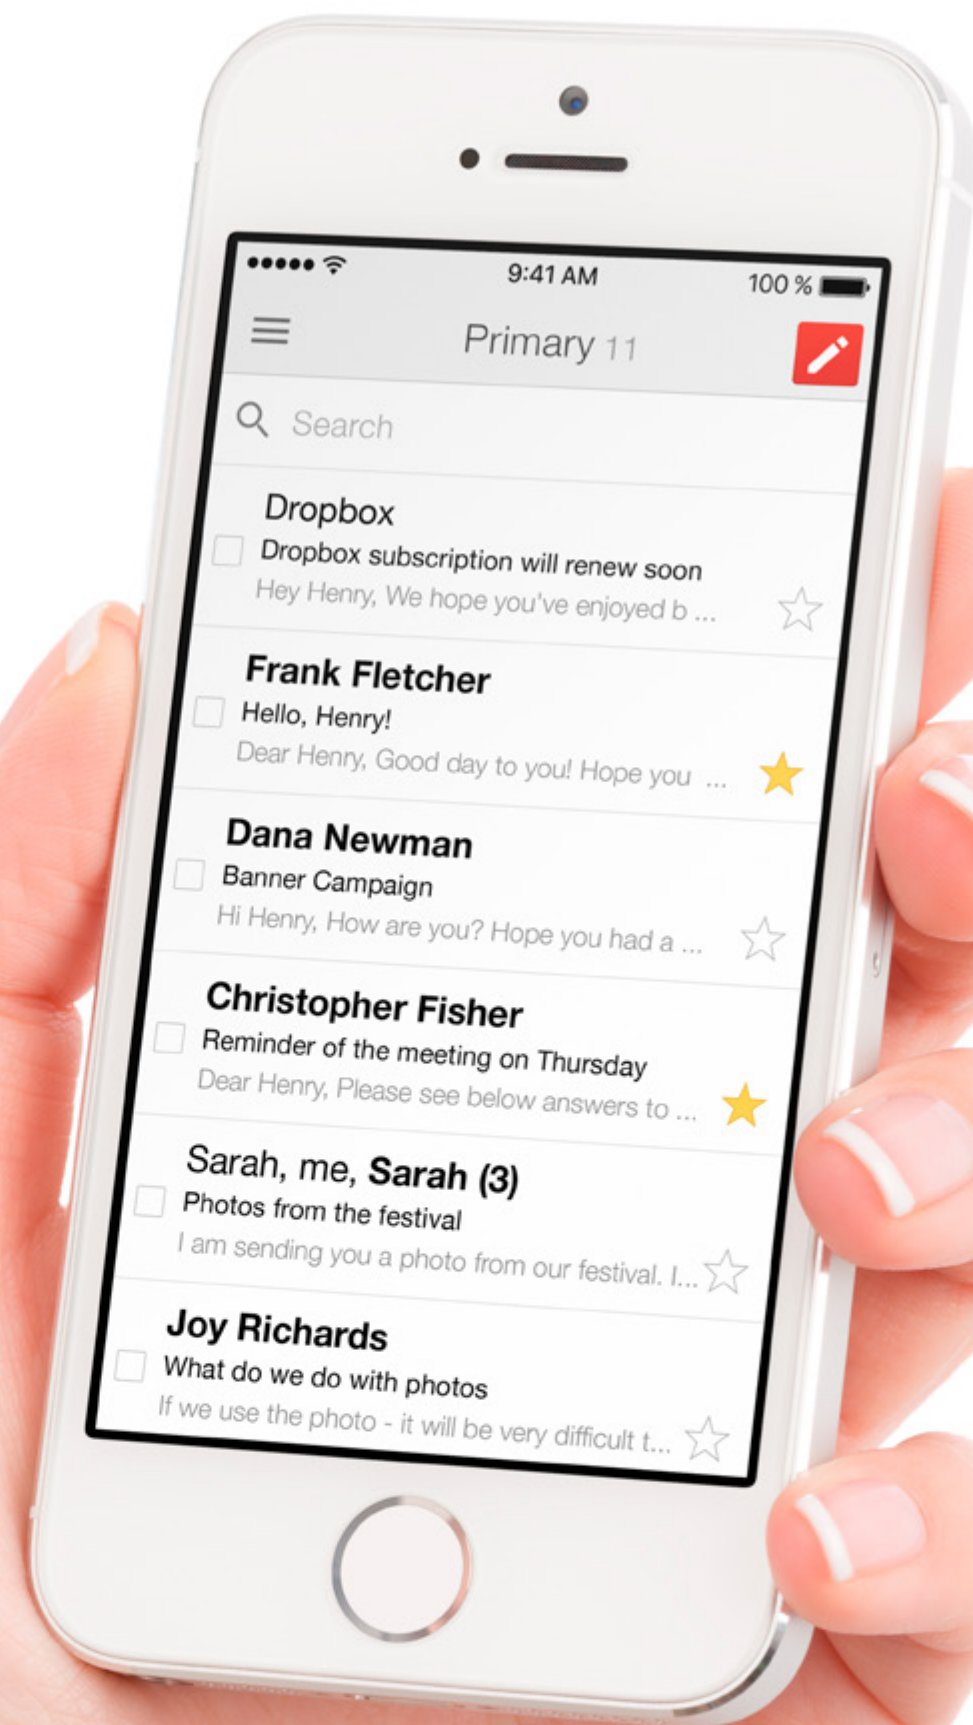 9:41 AM
100 %
Primary 11
Search
Dropbox
Dropbox subscription will renew soon
Hey Henry, We hope you've enjoyed b ...
Frank Fletcher
Hello, Henry!
Dear Henry, Good day to you! Hope you ...
Dana Newman
Banner Campaign
Hi Henry, How are you? Hope you had a ...
Christopher Fisher
Reminder of the meeting on Thursday
Dear Henry, Please see below answers to ...
Sarah, me, Sarah (3)
Photos from the festival
I am sending you a photo from our festival. I...
Joy Richards
What do we do with photos
If we use the photo - it will be very difficult t...